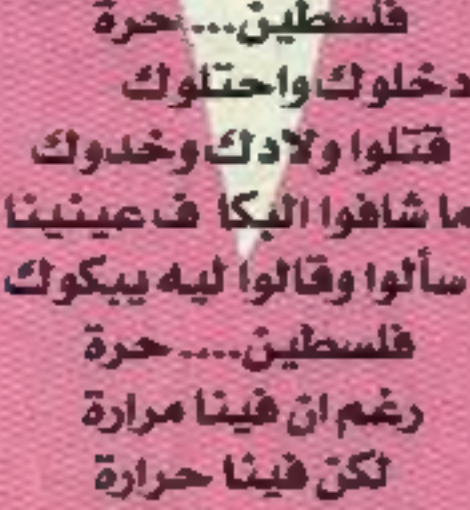 فلسطين....حرة
دخلوك واحتلوك
قتلوا ولادك وخدوك
ما شافوا البكا ف عينينا
سألوا وقالوا ليه يبكوك
فلسطين....حرة
رغم ان فينا مرارة
لكن فينا حرارة